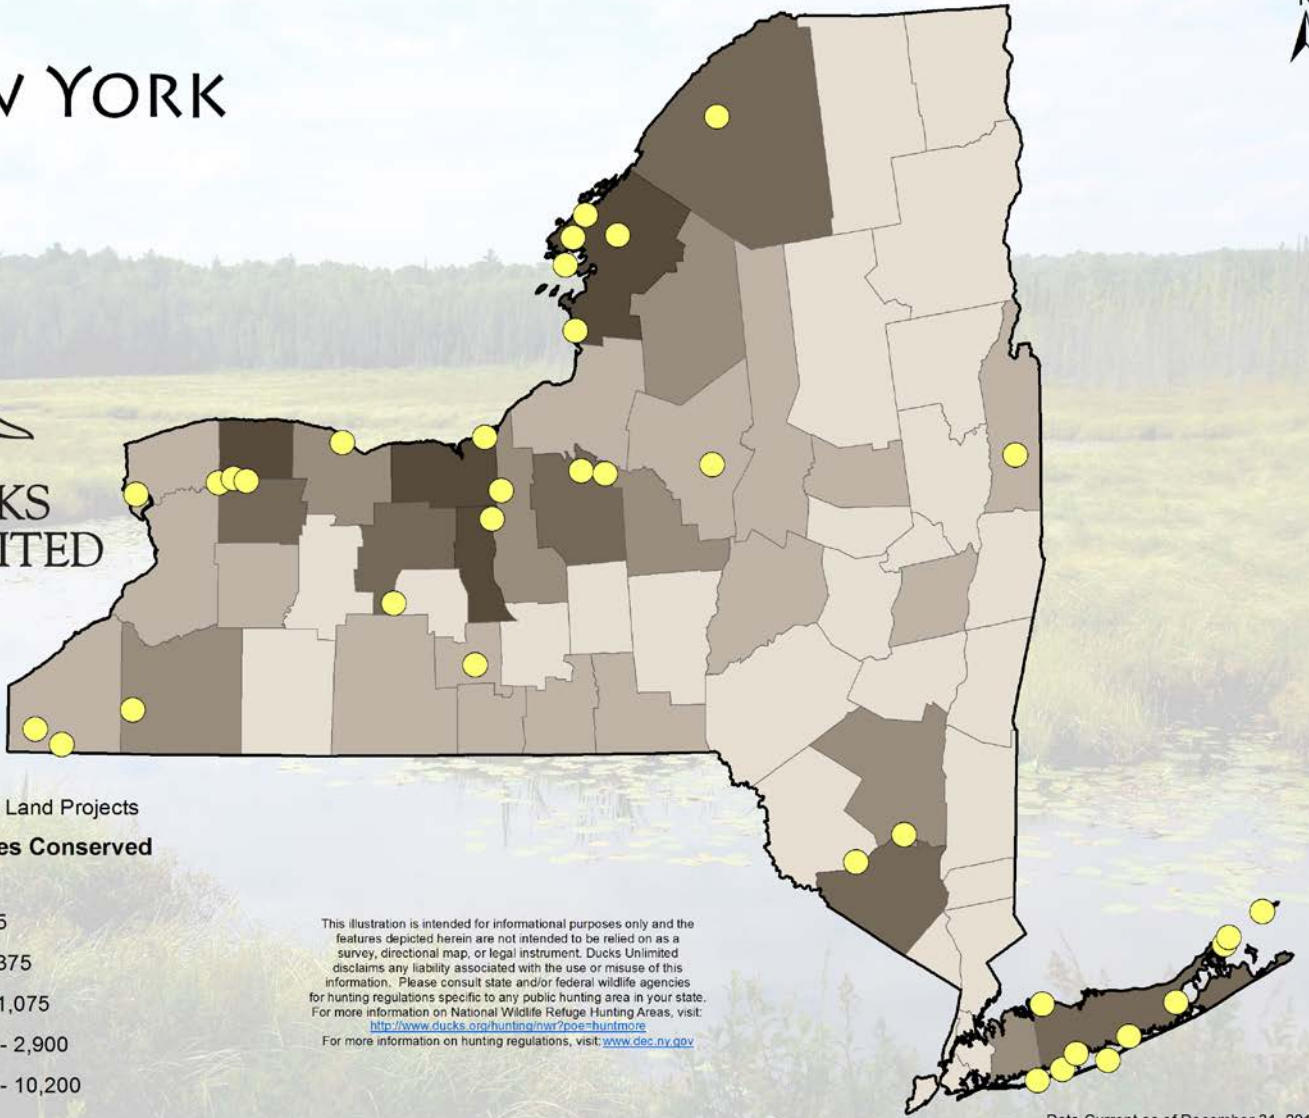 YORK
Land Projects
Conserved
375
1,075
- 2,900
- 10,200
This illustration is intended for informational purposes only and the
features depicted herein are not intended to be relied on as a
survey, directional map, or legal instrument. Ducks Unlimited
disclaims any liability associated with the use or misuse of this
information. Please consult state and/or federal wildlife agencies
for hunting regulations specific to any public hunting area in your state.
For more information on National Wildlife Refuge Hunting Areas, visit:
http://www.ducks.org/hunting/nwr?poe=huntmore
For more information on hunting regulations, visit: www.dec.ny.gov